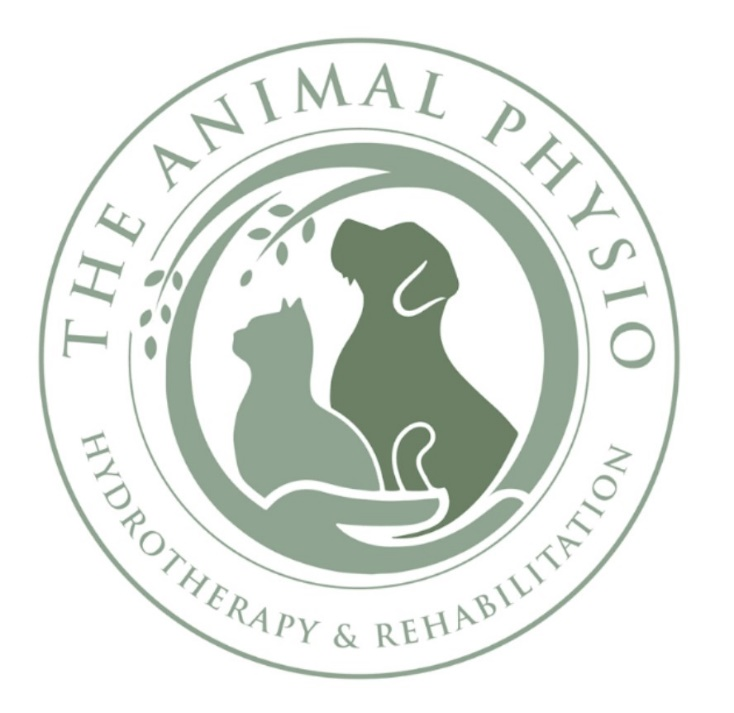 THE ANIMAL PHYSIO
HYDROTHERAPY & REHABILITATION